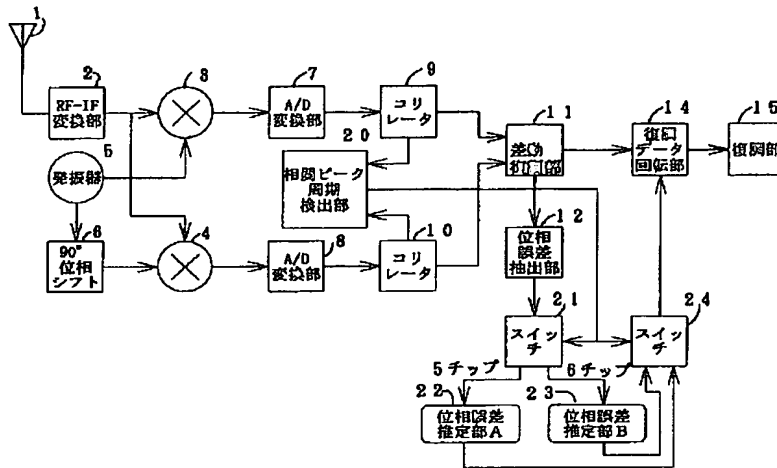 1
2
RF-IF
変換部
3
5
発振器
6
90°
位相
シフト
4
7
A/D
変換部
8
A/D
変換部
9
コリ
レータ
20
相関ピーク
周期
検出部
10
コリ
レータ
11
差動
復調部
12
位相
誤差
抽出部
14
復調
データ
回転部
15
復調部
21
スイッ
チ
24
スイッ
チ
5チップ
6チップ
22
位相誤差
推定部A
23
位相誤差
推定部B